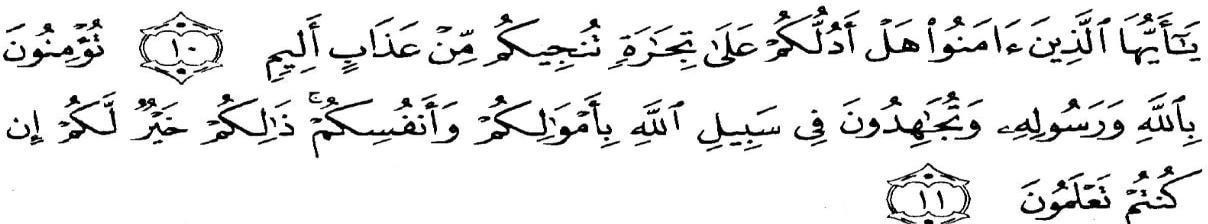 يَـٰٓأَيُّهَا ٱلَّذِينَ ءَامَنُوا۟ هَلْ أَدُلُّكُمْ عَلَىٰ تِجَـٰرَةٍ تُنجِيكُم مِّنْ عَذَابٍ أَلِيمٍ ١٠ تُؤْمِنُونَ
بِٱللَّهِ وَرَسُولِهِۦ وَتُجَـٰهِدُونَ فِى سَبِيلِ ٱللَّهِ بِأَمْوَٰلِكُمْ وَأَنفُسِكُمْ ۚ ذَٰلِكُمْ خَيْرٌ لَّكُمْ إِن
كُنتُمْ تَعْلَمُونَ ١١